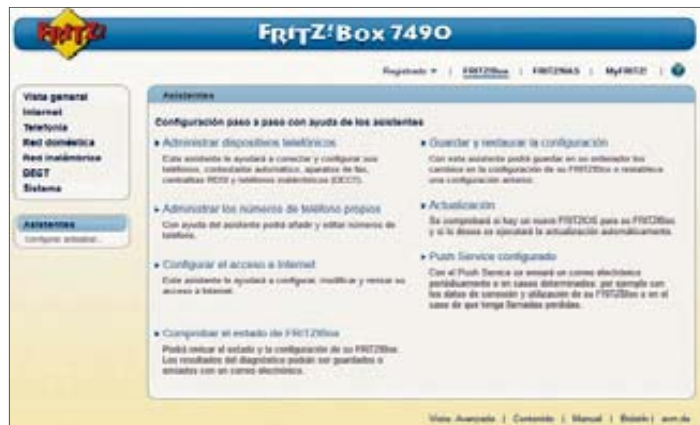 FRITZ!
FRITZ!Box 7490
Registrado | FRITZ!Box | FRITZ!NAS | MyFRITZ! |
Vista general
Internet
Telefonía
Red doméstica
Red inalámbrica
DECT
Sistema
Asistentes
Configurar, actualizar...
Asistentes
Configuración paso a paso con ayuda de los asistentes
Administrar dispositivos telefónicos
Este asistente le ayudará a conectar y configurar sus
teléfonos, contestador automático, aparatos de fax,
centralitas RDSI y teléfonos inalámbricos (DECT).
Administrar los números de teléfono propios
Con ayuda del asistente podrá añadir y editar números de
teléfono.
Configurar el acceso a Internet
Este asistente le ayudará a configurar, modificar y revisar su
acceso a Internet.
Comprobar el estado de FRITZ!Box
Podrá revisar el estado y la configuración de su FRITZ!Box.
Los resultados del diagnóstico podrán ser guardados o
enviados con un correo electrónico.
Guardar y restaurar la configuración
Con este asistente podrá guardar en su ordenador los
cambios en la configuración de su FRITZ!Box o restablecer
una configuración anterior.
Actualización
Se comprobará si hay un nuevo FRITZ!OS para su FRITZ!Box
y si lo desea se ejecutará la actualización automáticamente.
Push Service configurado
Con el Push Service se enviará un correo electrónico
periódicamente o en casos determinados: por ejemplo con
los datos de conexión y utilización de su FRITZ!Box o en el
caso de que tenga llamadas perdidas.
Vista: Avanzada | Contenido | Manual | Boletín | avm.de